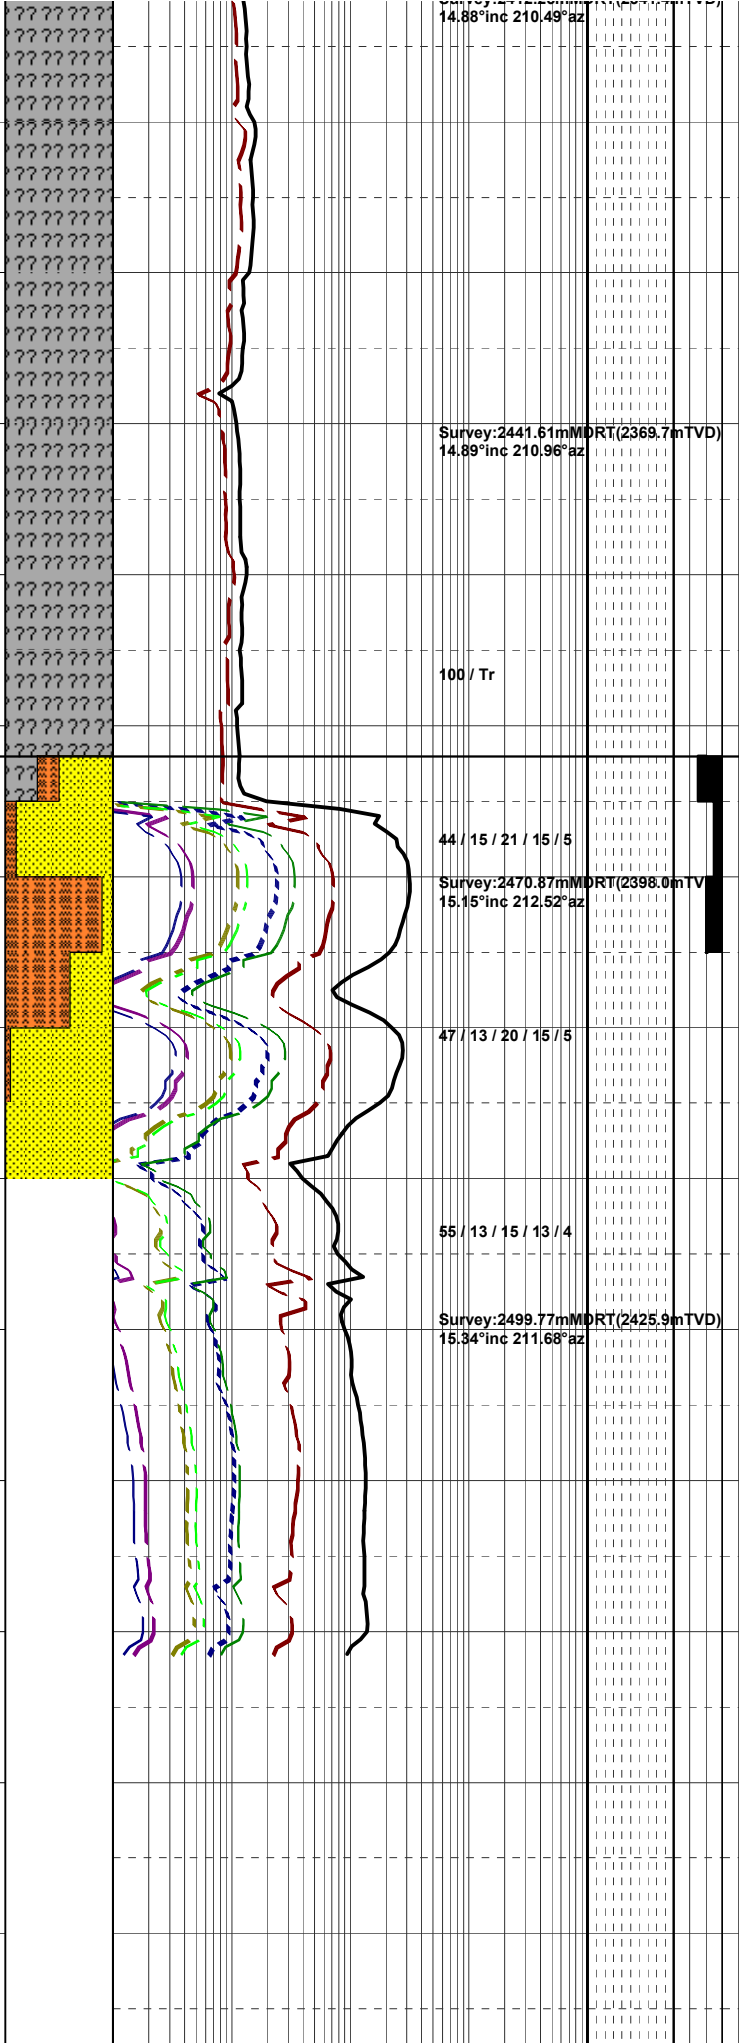 14.88°inc 210.49°az
Survey:2441.61mMDRT(2369.7mTVD)
14.89°inc 210.96°az
100 / Tr
44 / 15 / 21 / 15 / 5
Survey:2470.87mMDRT(2398.0mTV
15.15°inc 212.52°az
47 / 13 / 20 / 15 / 5
55 / 13 / 15 / 13 / 4
Survey:2499.77mMDRT(2425.9mTVD)
15.34°inc 211.68°az